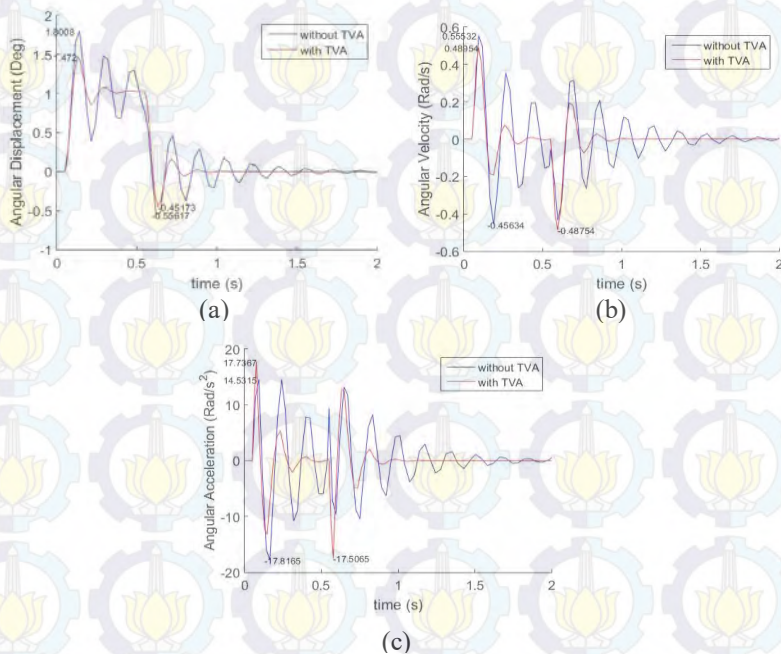 2
1.8008
1.472
1.5
1
0.5
0
-0.5
-1
-0.45173
-0.55617
without TVA
with TVA
Angular Displacement (Deg)
0 0.5 1 1.5 2
time (s)
(a)
0.6
0.55532
0.48954
0.4
0.2
0
-0.2
-0.4
-0.6
-0.45634
-0.48754
without TVA
with TVA
Angular Velocity (Rad/s)
0 0.5 1 1.5 2
time (s)
(b)
20
17.7367
14.5315
10
0
-10
-20
-17.8165
-17.5065
without TVA
with TVA
Angular Acceleration (Rad/s²)
0 0.5 1 1.5 2
time (s)
(c)